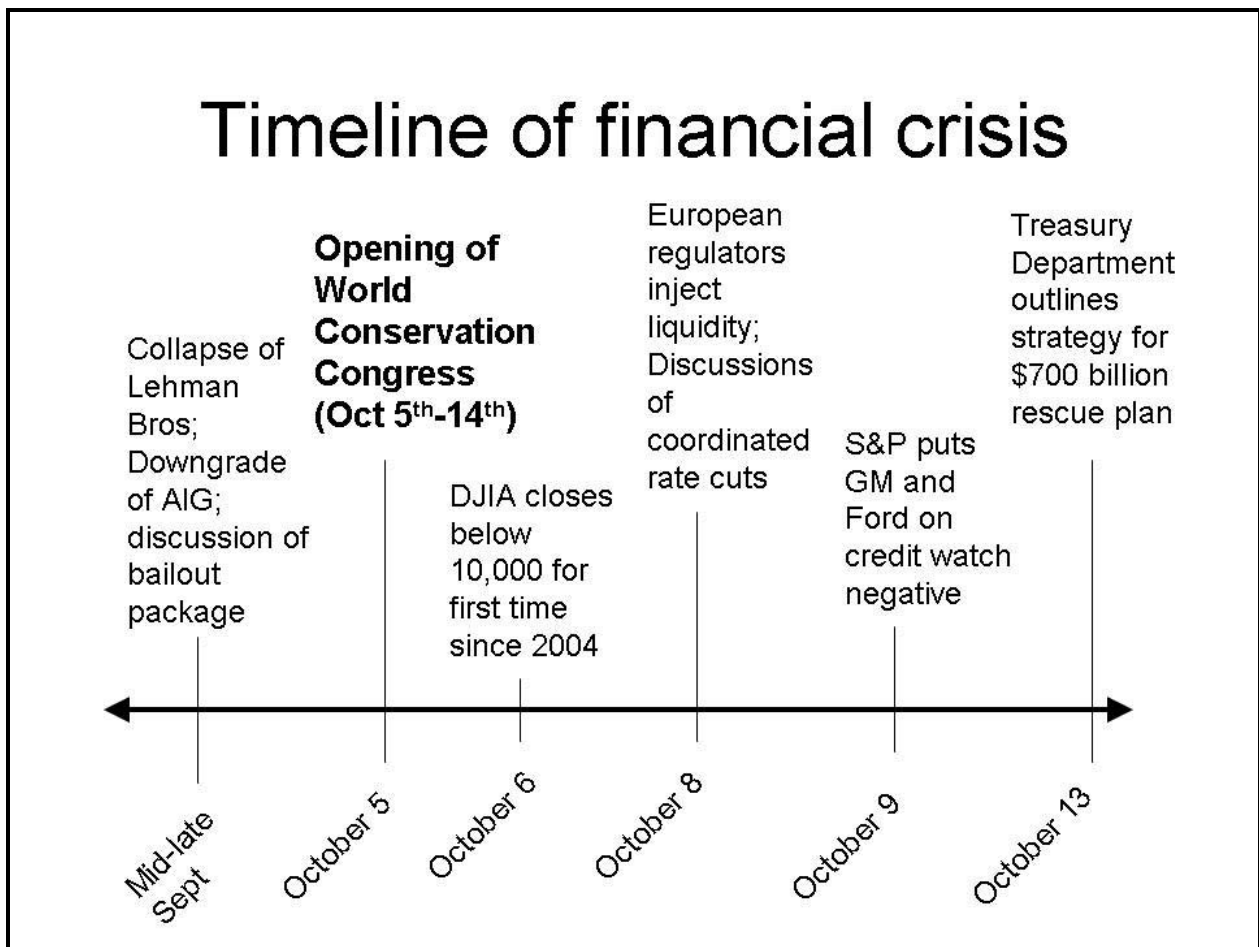 Timeline of financial crisis
Collapse of
Lehman
Bros;
Downgrade
of AIG;
discussion of
bailout
package
Opening of
World
Conservation
Congress
(Oct 5th-14th)
DJIA closes
below
10,000 for
first time
since 2004
European
regulators
inject
liquidity;
Discussions
of
coordinated
rate cuts
S&P puts
GM and
Ford on
credit watch
negative
Treasury
Department
outlines
strategy for
$700 billion
rescue plan
Mid-late
Sept
October 5
October 6
October 8
October 9
October 13